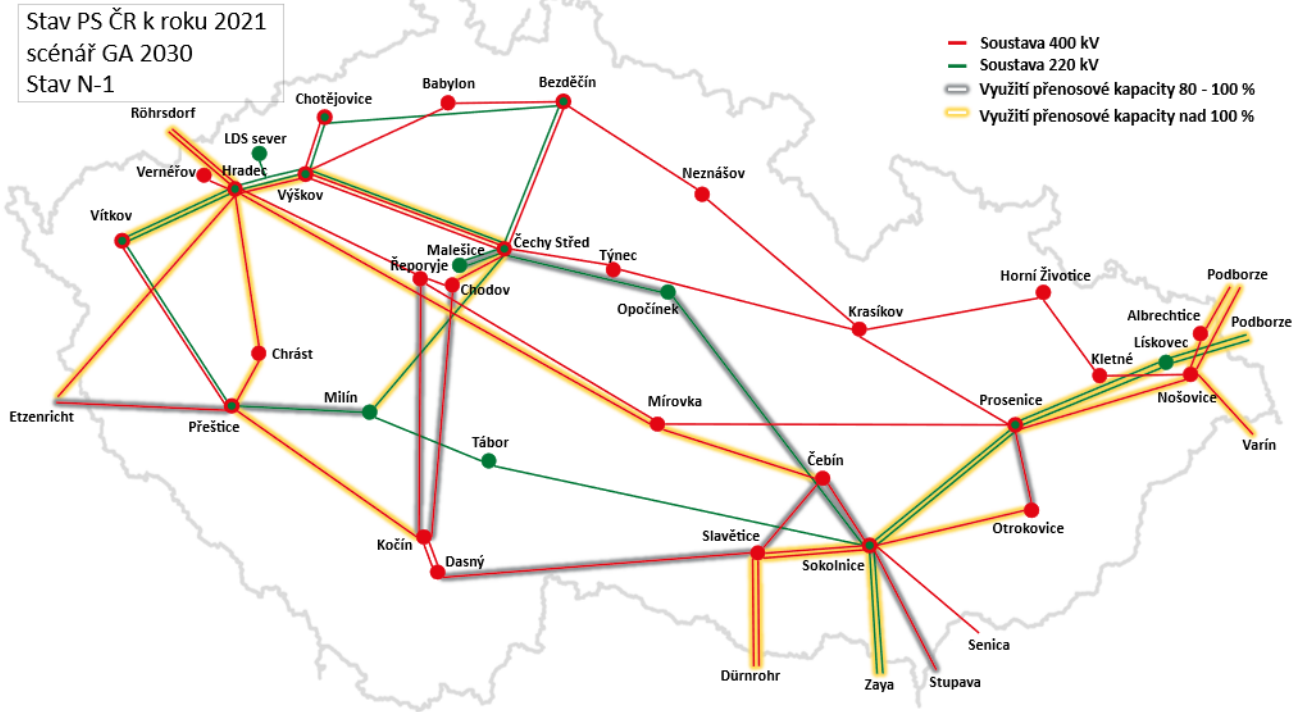 Stav PS ČR k roku 2021
scénář GA 2030
Stav N-1
Soustava 400 kV
Soustava 220 kV
Využití přenosové kapacity 80 - 100 %
Využití přenosové kapacity nad 100 %
Babylon
Bezděčín
Chotějovice
Röhrsdorf
LDS sever
Vernéřov
Hradec
Výškov
Neznášov
Vítkov
Čechy Střed
Malešice
Týnec
Řeporyje
Chodov
Opočínek
Horní Životice
Podborze
Krasíkov
Albrechtice
Podborze
Lískovec
Chrást
Kletné
Nošovice
Etzenricht
Přeštice
Milín
Mírovka
Prosenice
Varín
Tábor
Čebín
Otrokovice
Kočín
Slavětice
Dasný
Sokolnice
Senica
Dürnrohr
Zaya
Stupava